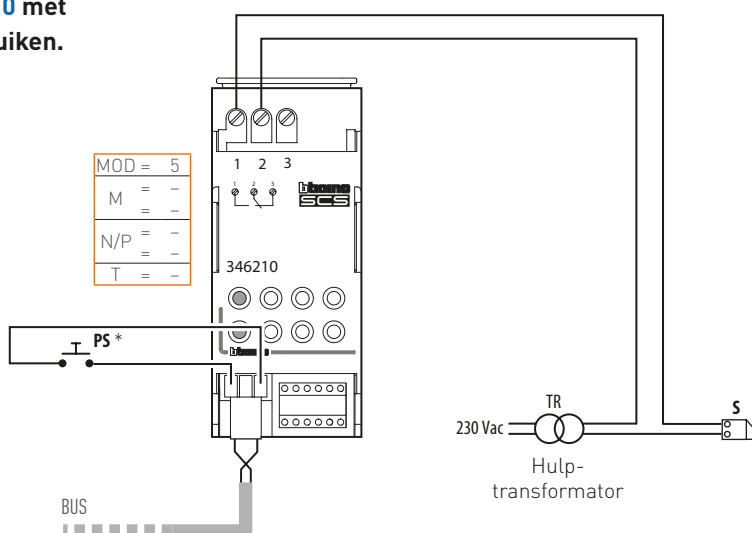 0 met
uiken.
1 2 3
MOD = 5
M = –
= –
N/P = –
= –
T = –
1 2 3
bticino
SCS
346210
bticino
PS *
BUS
230 Vac
TR
S
Hulp-
transformator